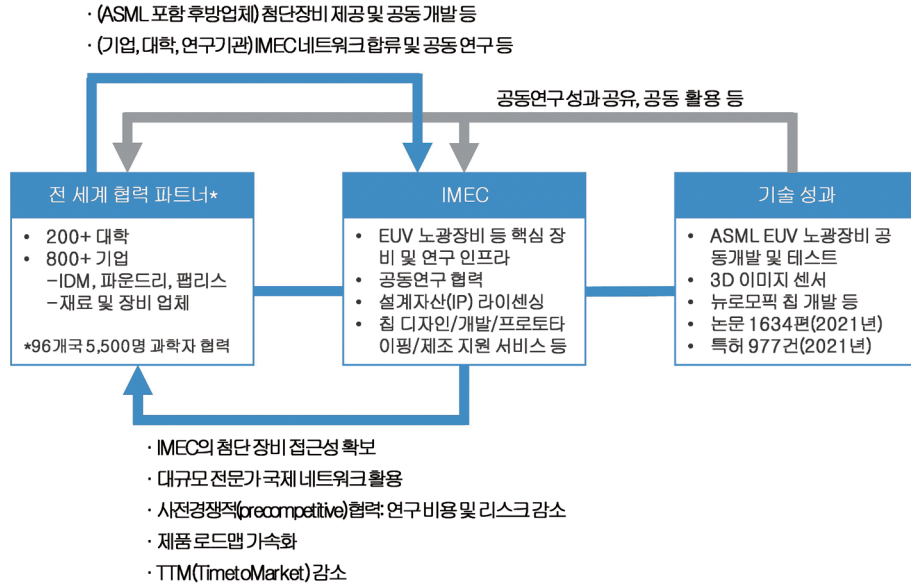 · (ASML 포함 후방업체) 첨단장비 제공 및 공동 개발 등
· (기업, 대학, 연구기관) IMEC 네트워크 합류 및 공동 연구 등
공동연구 성과 공유, 공동 활용 등
전 세계 협력 파트너*
• 200+ 대학
• 800+ 기업
-IDM, 파운드리, 팹리스
-재료 및 장비 업체
*96개국 5,500명 과학자 협력
IMEC
• EUV 노광장비 등 핵심 장
비 및 연구 인프라
• 공동연구 협력
• 설계자산(IP) 라이센싱
• 칩 디자인/개발/프로토타
이핑/제조 지원 서비스 등
기술 성과
• ASML EUV 노광장비 공
동개발 및 테스트
• 3D 이미지 센서
• 뉴로모픽 칩 개발 등
• 논문 1634편(2021년)
• 특허 977건(2021년)
· IMEC의 첨단 장비 접근성 확보
· 대규모 전문가 국제 네트워크 활용
· 사전경쟁적(precompetitive) 협력: 연구 비용 및 리스크 감소
· 제품 로드맵 가속화
· TTM(TimetoMarket) 감소